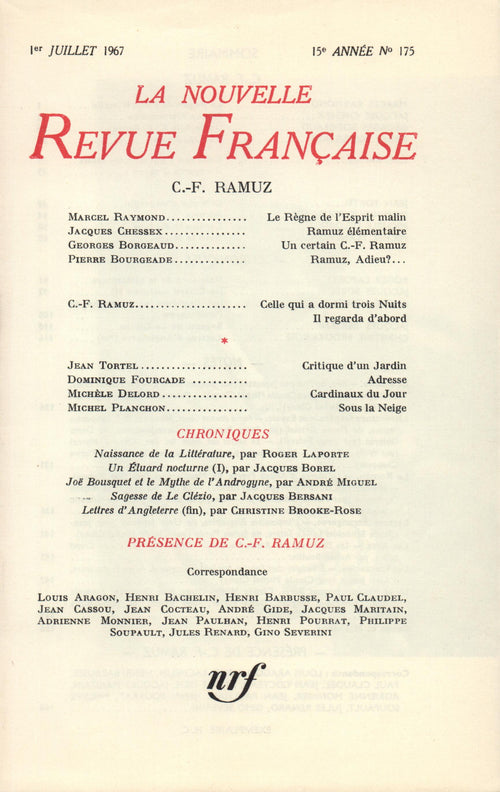 1er JUILLET 1967 15e ANNÉE No 175
LA NOUVELLE
REVUE FRANÇAISE
C.-F. RAMUZ
MARCEL RAYMOND............... Le Règne de l'Esprit malin
JACQUES CHESSEX............... Ramuz élémentaire
GEORGES BORGEAUD............. Un certain C.-F. Ramuz
PIERRE BOURGEADE............. Ramuz, Adieu?...
C.-F. RAMUZ.................... Celle qui a dormi trois Nuits
Il regarda d'abord
*
JEAN TORTEL................... Critique d'un Jardin
DOMINIQUE FOURCADE .......... Adresse
MICHÈLE DELORD............... Cardinaux du Jour
MICHEL PLANCHON.............. Sous la Neige
CHRONIQUES
Naissance de la Littérature, par ROGER LAPORTE
Un Éluard nocturne (I), par JACQUES BOREL
Joë Bousquet et le Mythe de l'Androgyne, par ANDRÉ MIGUEL
Sagesse de Le Clézio, par JACQUES BERSANI
Lettres d'Angleterre (fin), par CHRISTINE BROOKE-ROSE
PRÉSENCE DE C.-F. RAMUZ
Correspondance
LOUIS ARAGON, HENRI BACHELIN, HENRI BARBUSSE, PAUL CLAUDEL,
JEAN CASSOU, JEAN COCTEAU, ANDRÉ GIDE, JACQUES MARITAIN,
ADRIENNE MONNIER, JEAN PAULHAN, HENRI POURRAT, PHILIPPE
SOUPAULT, JULES RENARD, GINO SEVERINI
nrf